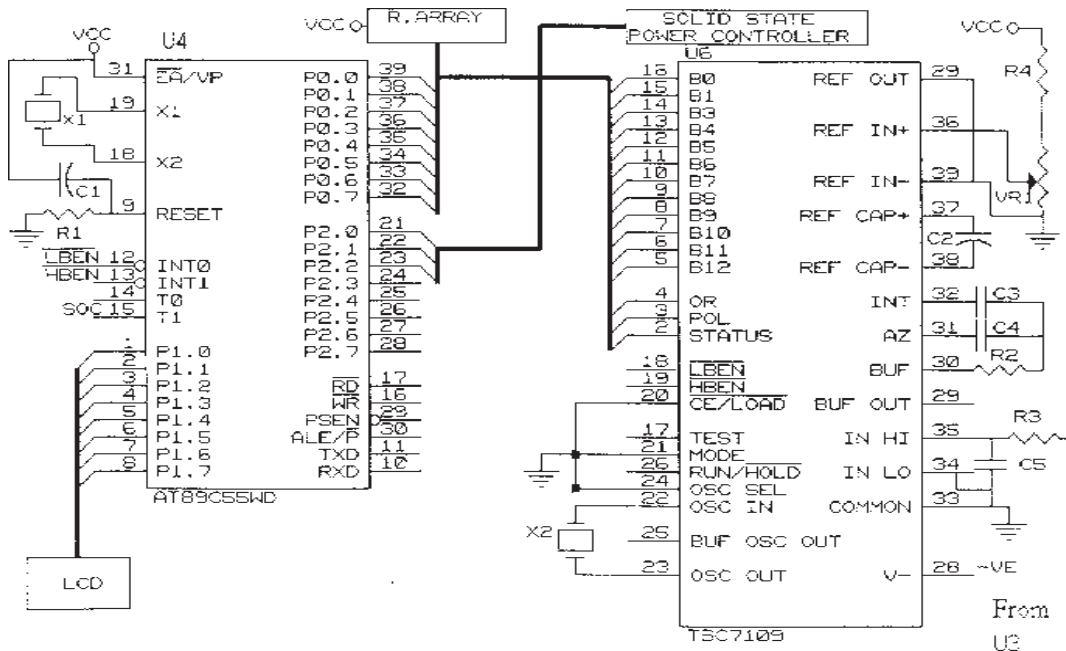 VCC
U4
31 EA/VP
19 X1
X1
18 X2
C1
9 RESET
R1
LBEN 12 INT0
HBEN 13 INT1
14 T0
SOC 15 T1
1 P1.0
2 P1.1
3 P1.2
4 P1.3
5 P1.4
6 P1.5
7 P1.6
8 P1.7
P0.0 39
P0.1 38
P0.2 37
P0.3 36
P0.4 35
P0.5 34
P0.6 33
P0.7 32
P2.0 21
P2.1 22
P2.2 23
P2.3 24
P2.4 25
P2.5 26
P2.6 27
P2.7 28
RD 17
WR 16
PSEN 29
ALE/P 30
TXD 11
RXD 10
AT89C55WD
LCD
VCC
R.ARRAY
SOLID STATE
POWER CONTROLLER
U6
16 B0
15 B1
14 B3
13 B4
12 B5
11 B6
10 B7
9 B8
8 B9
7 B10
6 B11
5 B12
4 OR
3 POL
2 STATUS
18 LBEN
19 HBEN
20 CE/LOAD
17 TEST
21 MODE
26 RUN/HOLD
24 OSC SEL
22 OSC IN
X2
25 BUF OSC OUT
23 OSC OUT
REF OUT 29
REF IN+ 36
REF IN- 39
REF CAP+ 37
REF CAP- 38
INT 32
AZ 31
BUF 30
BUF OUT 29
IN HI 35
IN LO 34
COMMON 33
V- 28
~VE
TSC7109
VCC
R4
VR1
C2
C3
C4
R2
R3
C5
From
U3